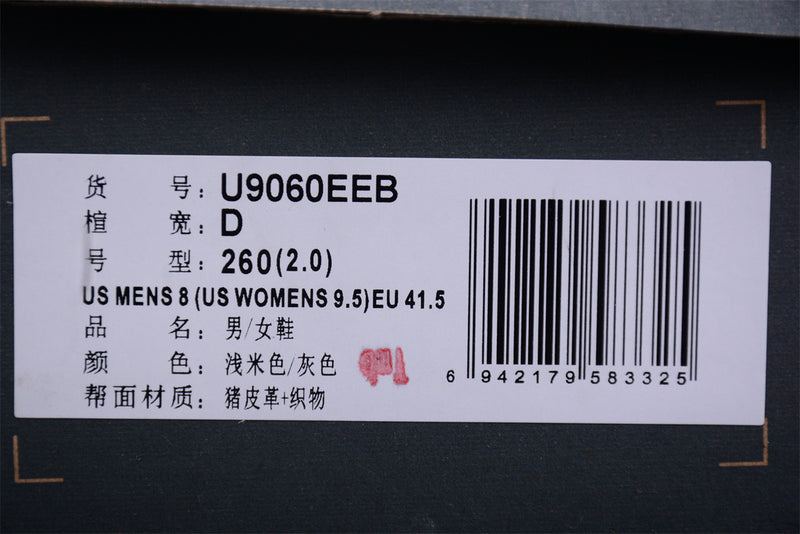 货 号：U9060EEB
楦 宽：D
号 型：260(2.0)
US MENS 8 (US WOMENS 9.5) EU 41.5
品 名：男/女鞋
颜 色：浅米色/灰色
帮面材质：猪皮革+织物
6 942179 583325